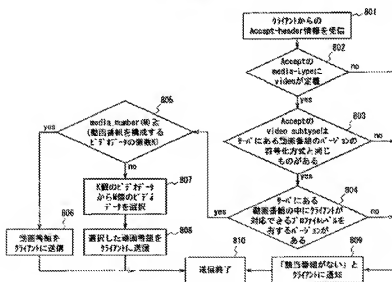 801
クライアントからの
Accept-header情報を受信
802
Acceptの
media-typeに
videoが定義
no
yes
803
Acceptの
video subtypeは
サーバにある動画番組のバージョンの
符号化方式と同じ
ものがある
no
yes
804
サーバにある
動画番組の中にクライアントが
対応できるプロファイルレベルを
有するバージョンが
ある
no
yes
805
media_number(M)≧
(動画番組を構成する
ビデオデータの個数K)
yes
no
807
K個のビデオデータ
からM個のビデオ
データを選択
806
動画番組を
クライアントに送信
808
選択した動画番組を
クライアントに送信
810
送信終了
809
「該当番組がない」と
クライアントに通知